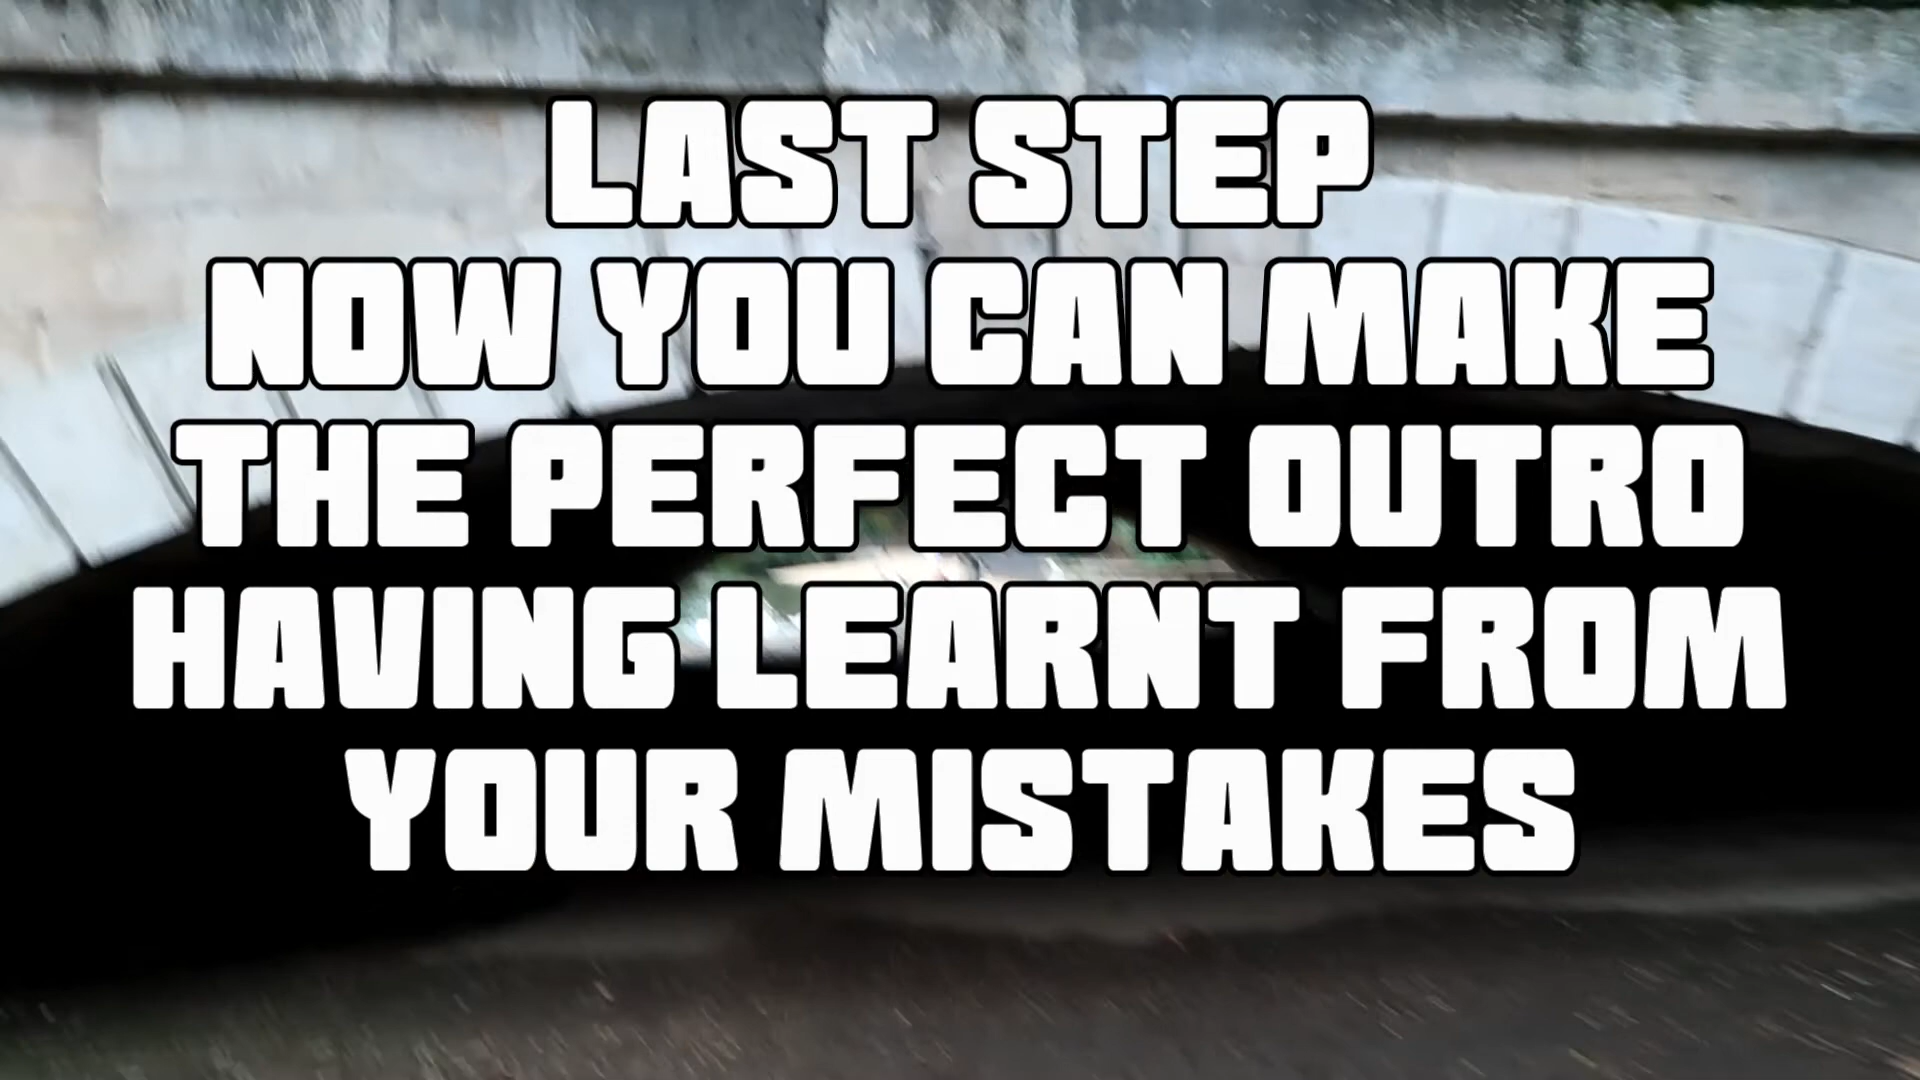 LAST STEP
NOW YOU CAN MAKE
THE PERFECT OUTRO
HAVING LEARNT FROM
YOUR MISTAKES